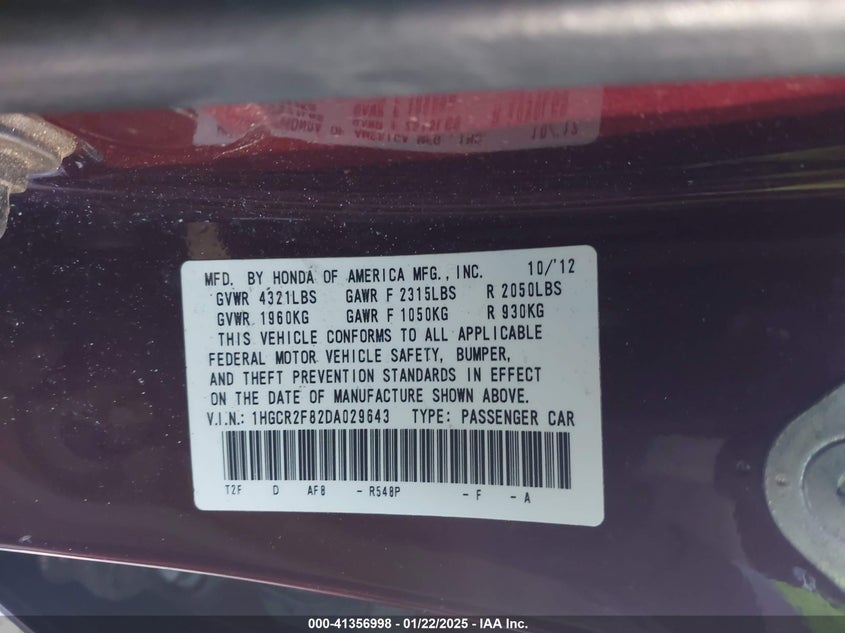 MFD. BY HONDA OF AMERICA MFG., INC. 10/'12
GVWR 4321LBS GAWR F 2315LBS R 2050LBS
GVWR 1960KG GAWR F 1050KG R 930KG
THIS VEHICLE CONFORMS TO ALL APPLICABLE
FEDERAL MOTOR VEHICLE SAFETY, BUMPER,
AND THEFT PREVENTION STANDARDS IN EFFECT
ON THE DATE OF MANUFACTURE SHOWN ABOVE.
V.I.N.: 1HGCR2F82DA029643 TYPE: PASSENGER CAR
T2F D AF8 - R548P - F - A
000-41356998 - 01/22/2025 - IAA Inc.